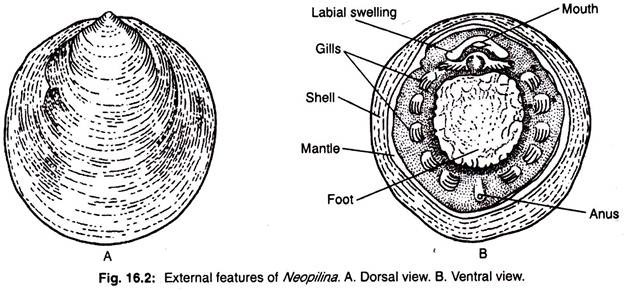 Labial swelling
Mouth
Gills
Shell
Mantle
Foot
Anus
A
B
Fig. 16.2: External features of Neopilina. A. Dorsal view. B. Ventral view.